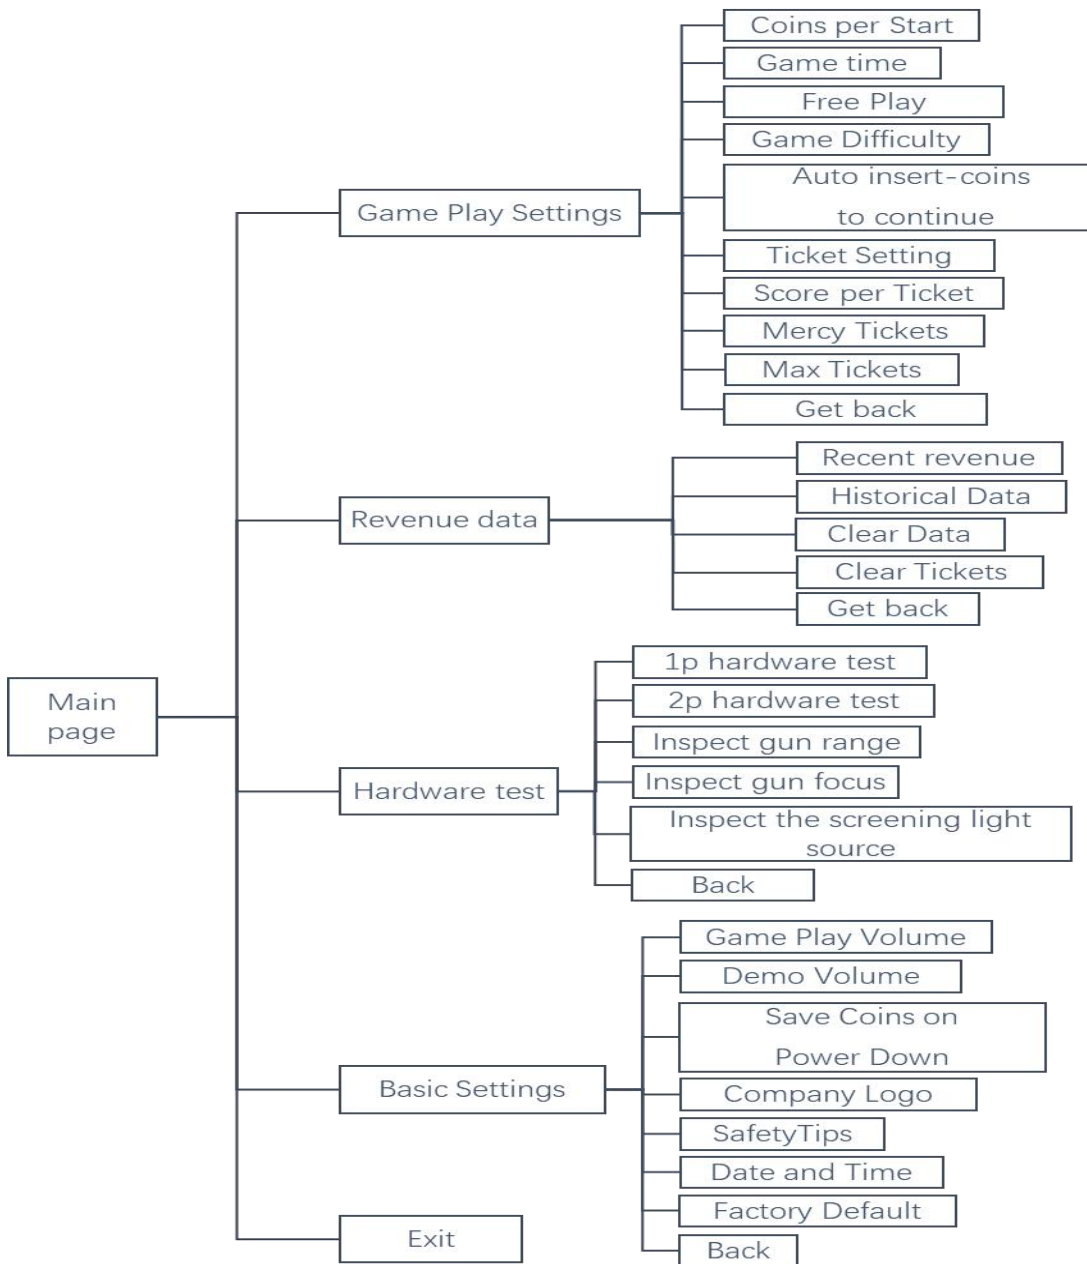 Main
page
Game Play Settings
Coins per Start
Game time
Free Play
Game Difficulty
Auto insert-coins
to continue
Ticket Setting
Score per Ticket
Mercy Tickets
Max Tickets
Get back
Revenue data
Recent revenue
Historical Data
Clear Data
Clear Tickets
Get back
Hardware test
1p hardware test
2p hardware test
Inspect gun range
Inspect gun focus
Inspect the screening light
source
Back
Basic Settings
Game Play Volume
Demo Volume
Save Coins on
Power Down
Company Logo
SafetyTips
Date and Time
Factory Default
Back
Exit